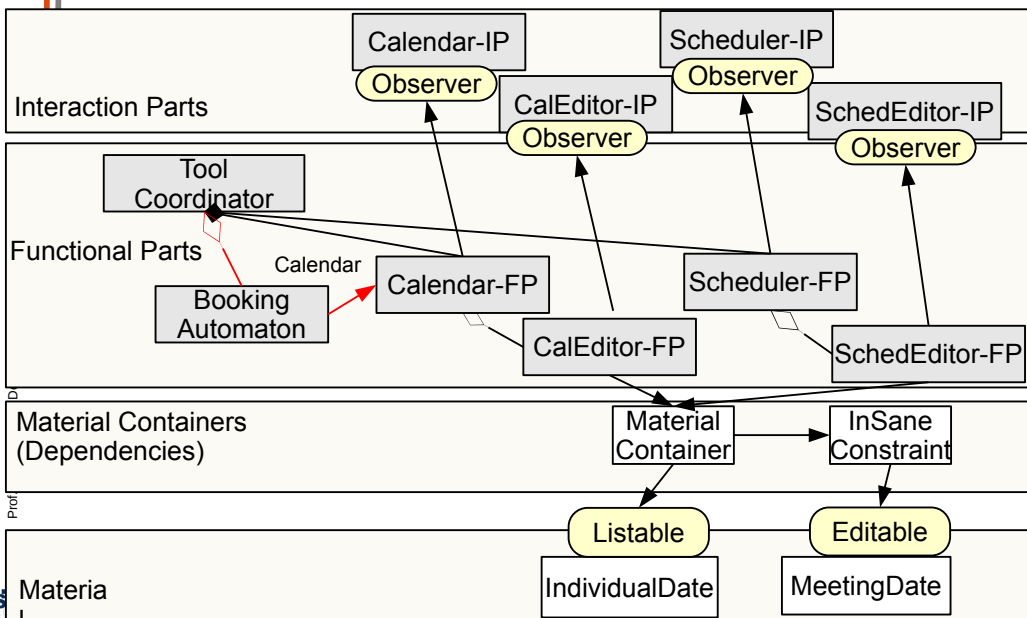 Calendar-IP
Scheduler-IP
Observer
Observer
CalEditor-IP
SchedEditor-IP
Interaction Parts
Observer
Observer
Tool
Coordinator
Functional Parts
Calendar
Calendar-FP
Scheduler-FP
Booking
Automaton
CalEditor-FP
SchedEditor-FP
Material Containers
(Dependencies)
Material
Container
InSane
Constraint
Prof.
Listable
Editable
IndividualDate
MeetingDate
Materia